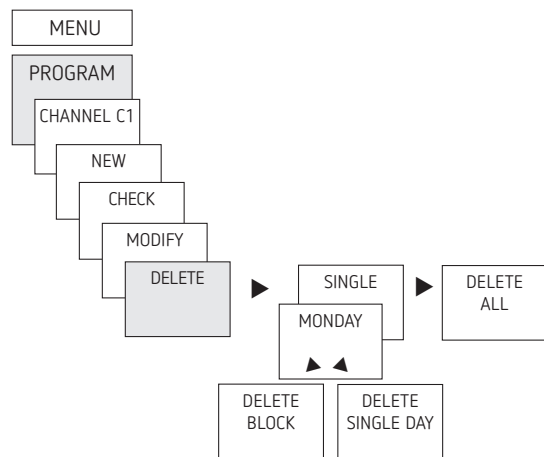 MENU
PROGRAM
CHANNEL C1
NEW
CHECK
MODIFY
DELETE
SINGLE
MONDAY
DELETE
ALL
DELETE
BLOCK
DELETE
SINGLE DAY